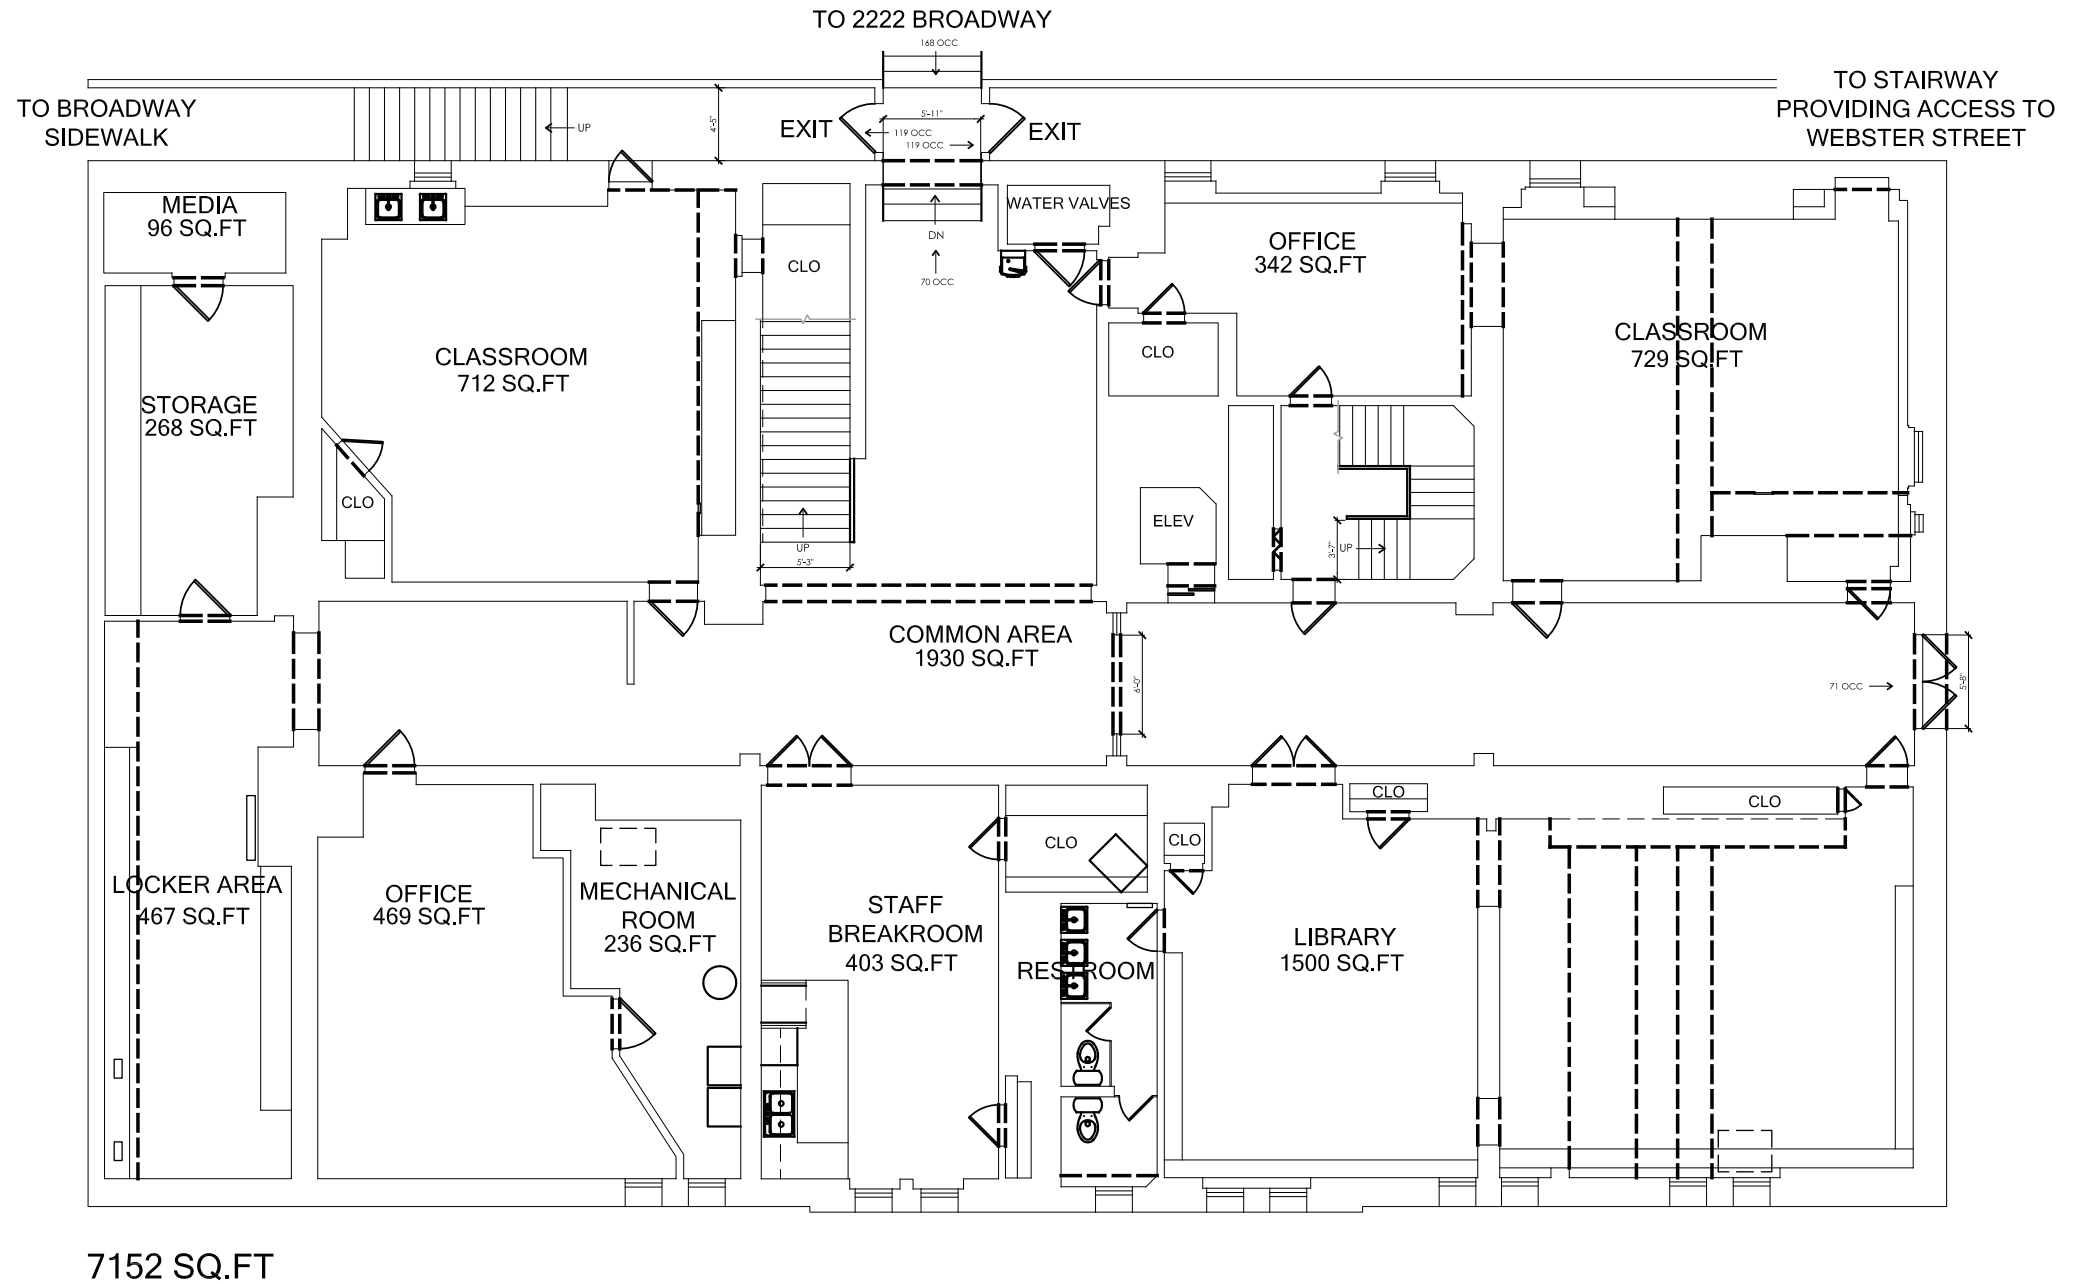 TO 2222 BROADWAY
168 OCC
TO BROADWAY
SIDEWALK
UP
4'-5"
EXIT
5'-11"
119 OCC
119 OCC
EXIT
TO STAIRWAY
PROVIDING ACCESS TO
WEBSTER STREET
MEDIA
96 SQ.FT
CLO
DN
70 OCC
WATER VALVES
OFFICE
342 SQ.FT
CLASSROOM
712 SQ.FT
CLO
CLASSROOM
729 SQ.FT
STORAGE
268 SQ.FT
CLO
ELEV
UP
5'-3"
3'-7"
UP
COMMON AREA
1930 SQ.FT
6'-0"
71 OCC
5'-8"
CLO
CLO
CLO
CLO
LOCKER AREA
467 SQ.FT
OFFICE
469 SQ.FT
MECHANICAL
ROOM
236 SQ.FT
STAFF
BREAKROOM
403 SQ.FT
RESTROOM
LIBRARY
1500 SQ.FT
7152 SQ.FT